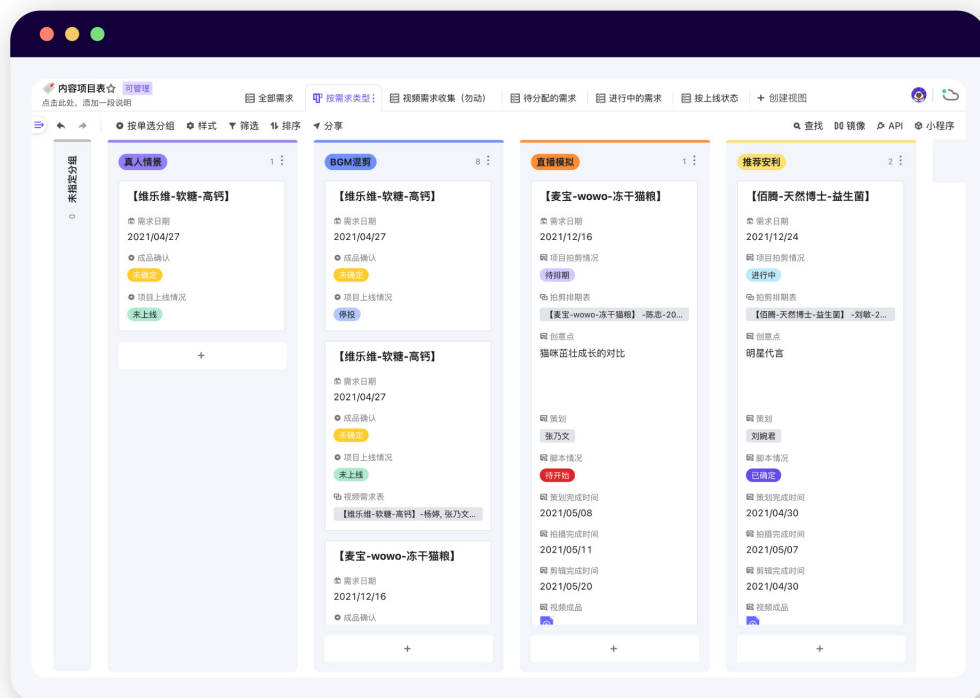 内容项目表 可管理
点击此处，添加一段说明
全部需求 按需求类型 视频需求收集（勿动） 待分配的需求 进行中的需求 按上线状态 + 创建视图
按单选分组 样式 筛选 排序 分享 查找 镜像 API 小程序
未指定分组 0
真人情景 1
【维乐维-软糖-高钙】
需求日期
2021/04/27
成品确认
未确定
项目上线情况
未上线
+
BGM混剪 8
【维乐维-软糖-高钙】
需求日期
2021/04/27
成品确认
未确定
项目上线情况
停投
【维乐维-软糖-高钙】
需求日期
2021/04/27
成品确认
未确定
项目上线情况
未上线
视频需求表
【维乐维-软糖-高钙】-杨婷, 张乃文...
【麦宝-wowo-冻干猫粮】
需求日期
2021/12/16
成品确认
+
直播模拟 1
【麦宝-wowo-冻干猫粮】
需求日期
2021/12/16
项目拍剪情况
待排期
拍剪排期表
【麦宝-wowo-冻干猫粮】 -陈志-20...
创意点
猫咪茁壮成长的对比
策划
张乃文
脚本情况
待开始
策划完成时间
2021/05/08
拍摄完成时间
2021/05/11
剪辑完成时间
2021/05/20
视频成品
+
推荐安利 2
【佰腾-天然博士-益生菌】
需求日期
2021/12/24
项目拍剪情况
进行中
拍剪排期表
【佰腾-天然博士-益生菌】 -刘敏-2...
创意点
明星代言
策划
刘婉君
脚本情况
已确定
策划完成时间
2021/04/30
拍摄完成时间
2021/05/07
剪辑完成时间
2021/04/30
视频成品
+